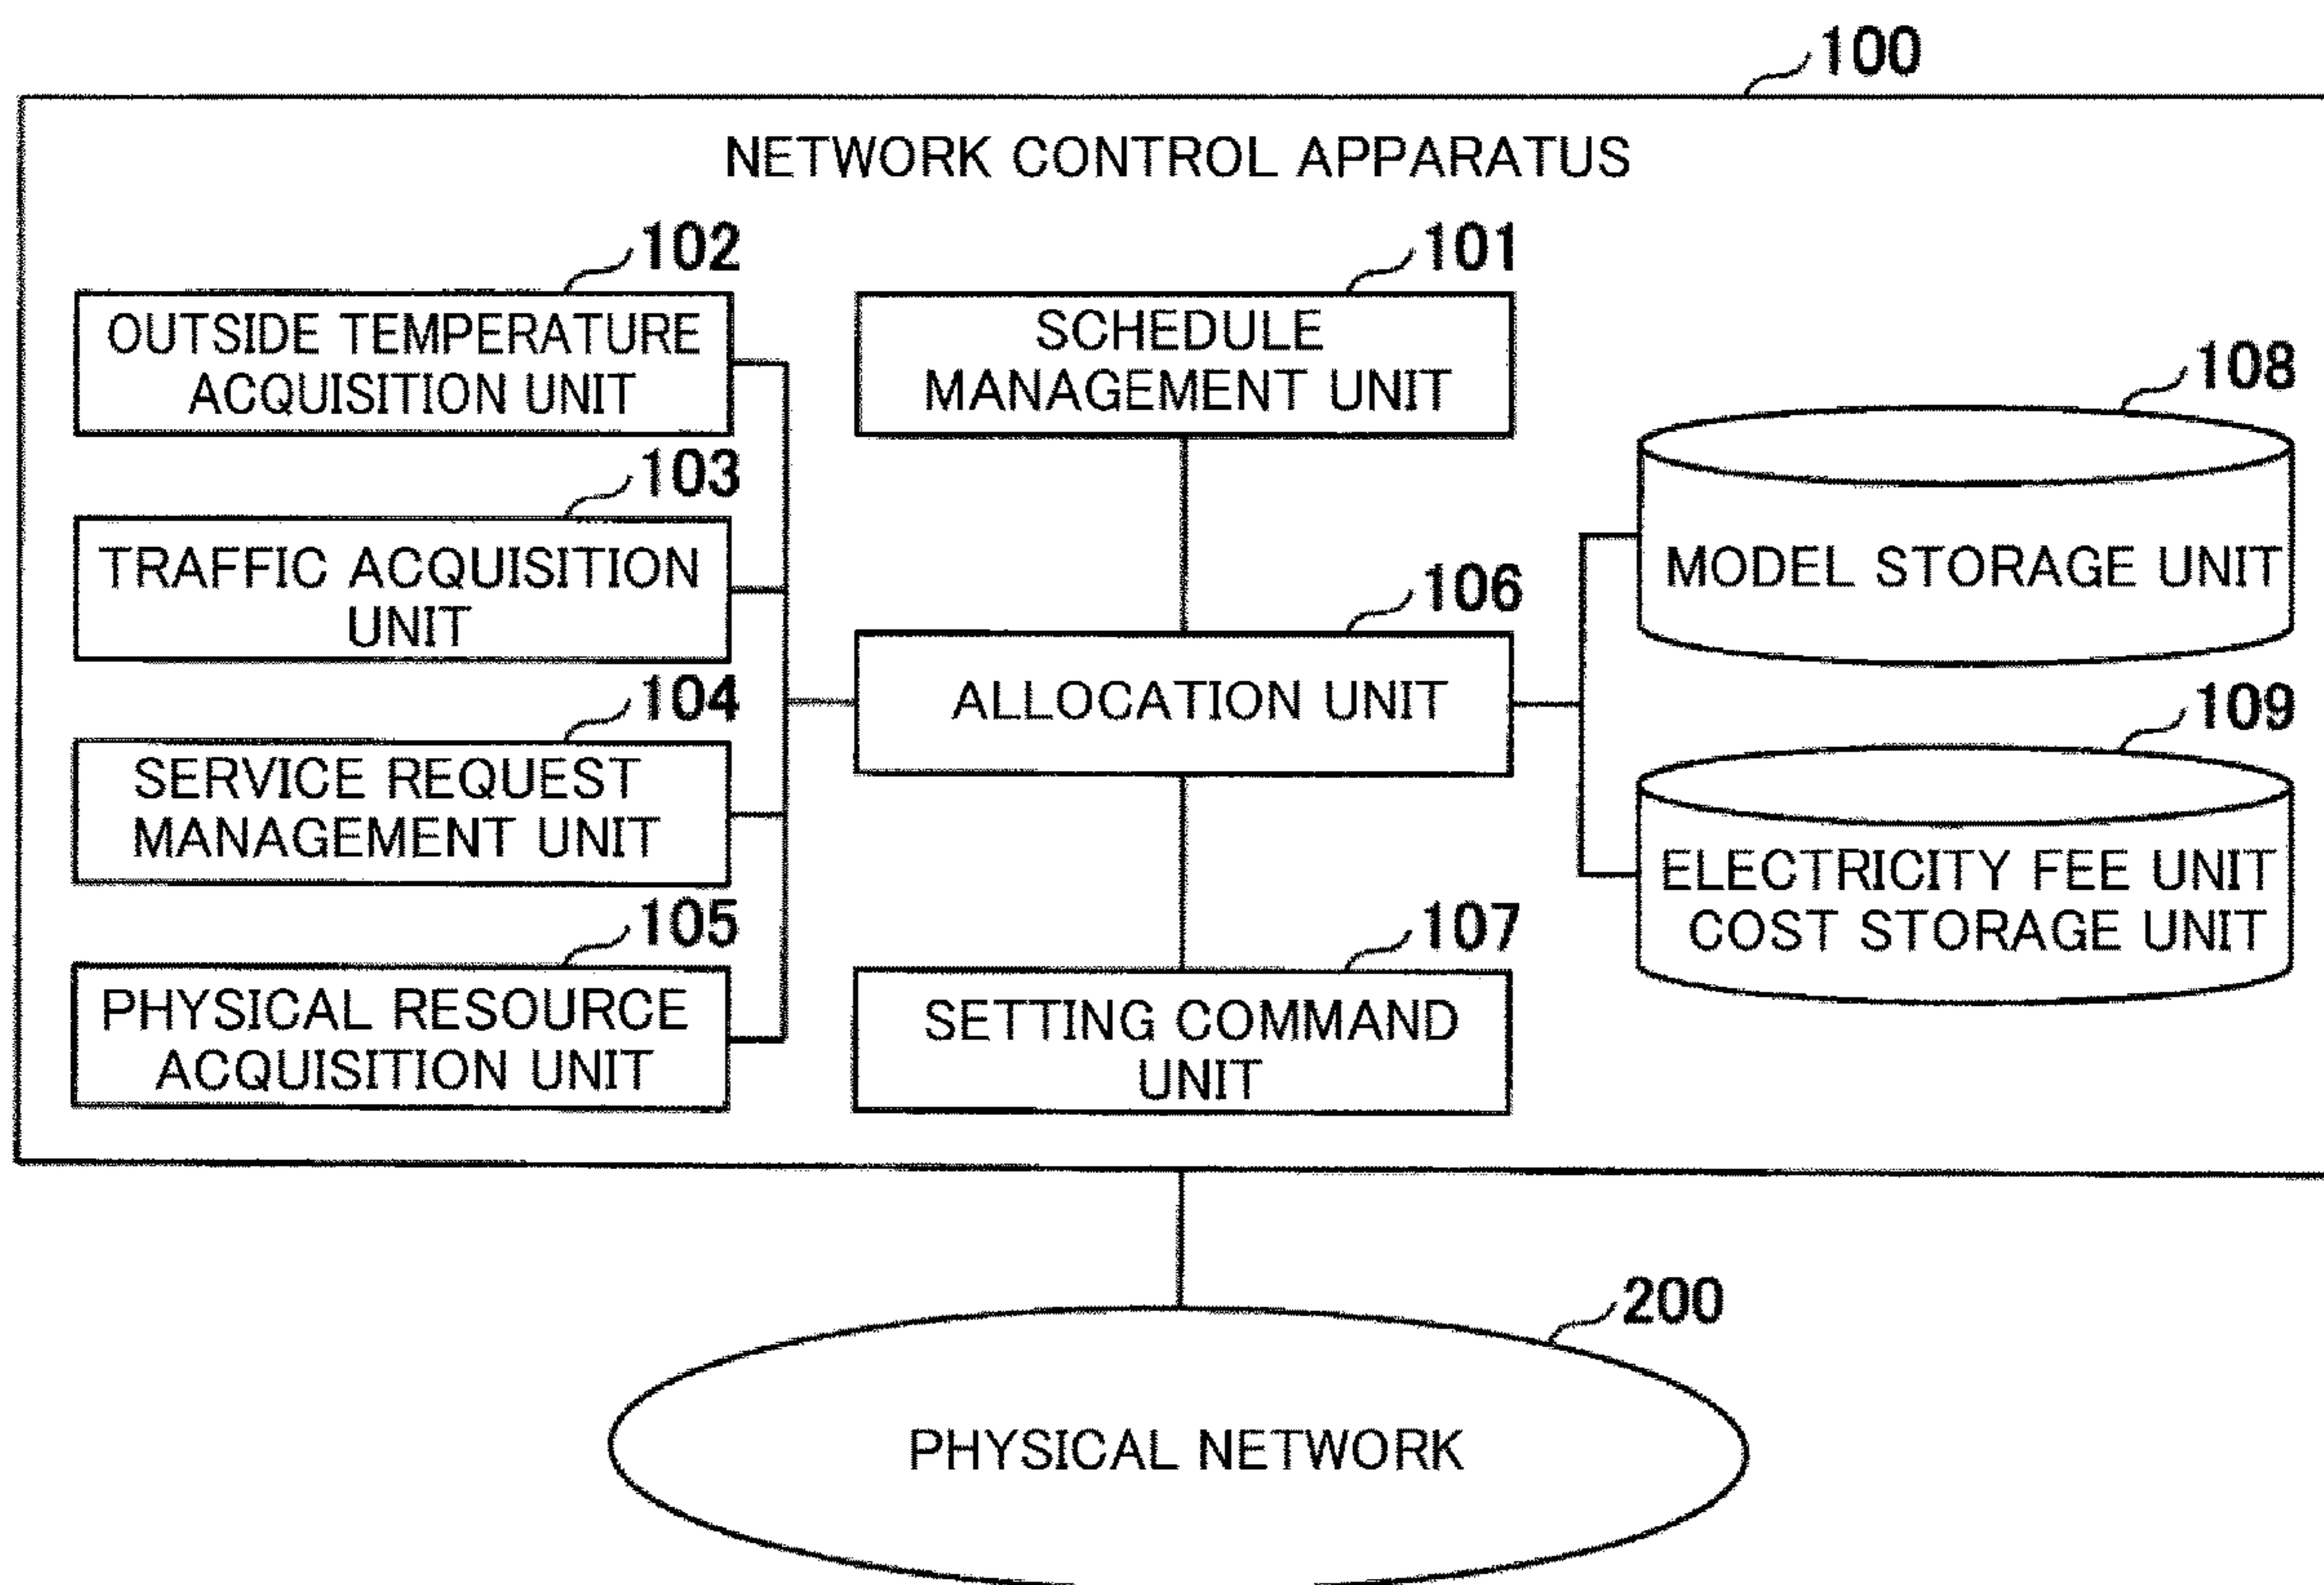 100
NETWORK CONTROL APPARATUS
102
OUTSIDE TEMPERATURE
ACQUISITION UNIT
103
TRAFFIC ACQUISITION
UNIT
104
SERVICE REQUEST
MANAGEMENT UNIT
105
PHYSICAL RESOURCE
ACQUISITION UNIT
101
SCHEDULE
MANAGEMENT UNIT
106
ALLOCATION UNIT
107
SETTING COMMAND
UNIT
108
MODEL STORAGE UNIT
109
ELECTRICITY FEE UNIT
COST STORAGE UNIT
200
PHYSICAL NETWORK